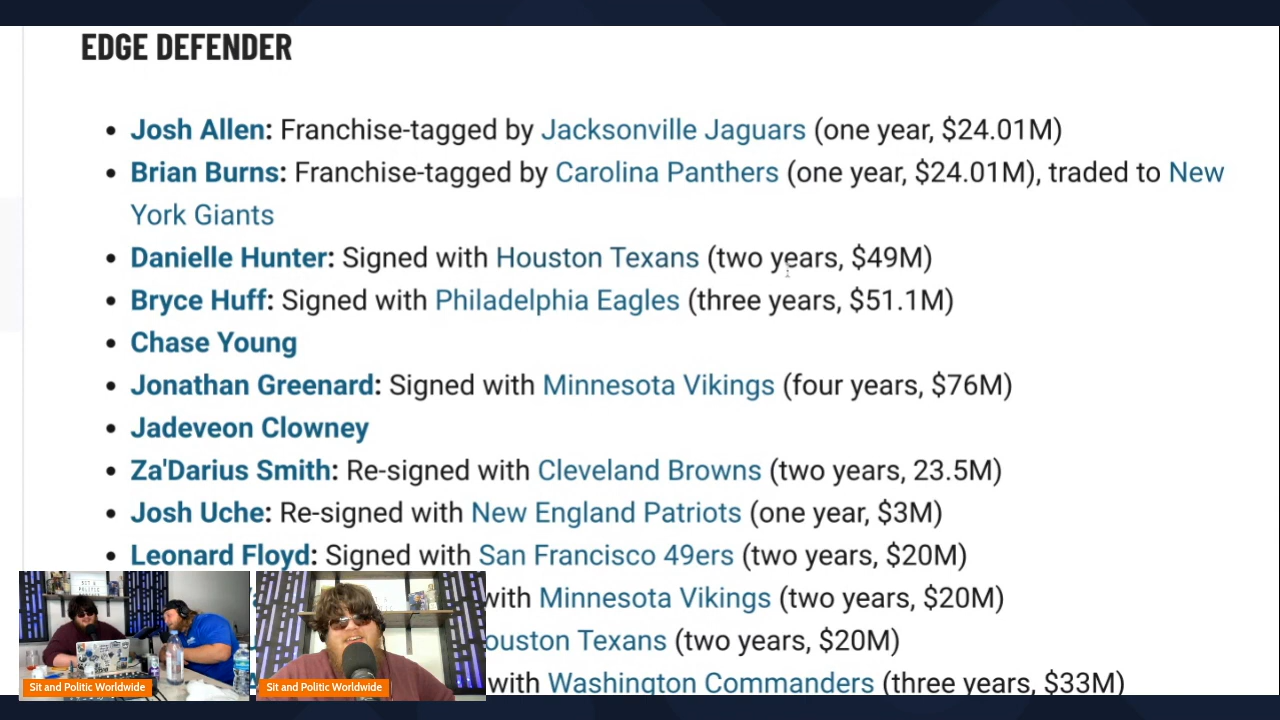 EDGE DEFENDER
• Josh Allen: Franchise-tagged by Jacksonville Jaguars (one year, $24.01M)
• Brian Burns: Franchise-tagged by Carolina Panthers (one year, $24.01M), traded to New
York Giants
• Danielle Hunter: Signed with Houston Texans (two years, $49M)
• Bryce Huff: Signed with Philadelphia Eagles (three years, $51.1M)
• Chase Young
• Jonathan Greenard: Signed with Minnesota Vikings (four years, $76M)
• Jadeveon Clowney
• Za'Darius Smith: Re-signed with Cleveland Browns (two years, 23.5M)
• Josh Uche: Re-signed with New England Patriots (one year, $3M)
• Leonard Floyd: Signed with San Francisco 49ers (two years, $20M)
with Minnesota Vikings (two years, $20M)
Texans (two years, $20M)
with Washington Commanders (three years, $33M)
Sit and Politic Worldwide
Sit and Politic Worldwide